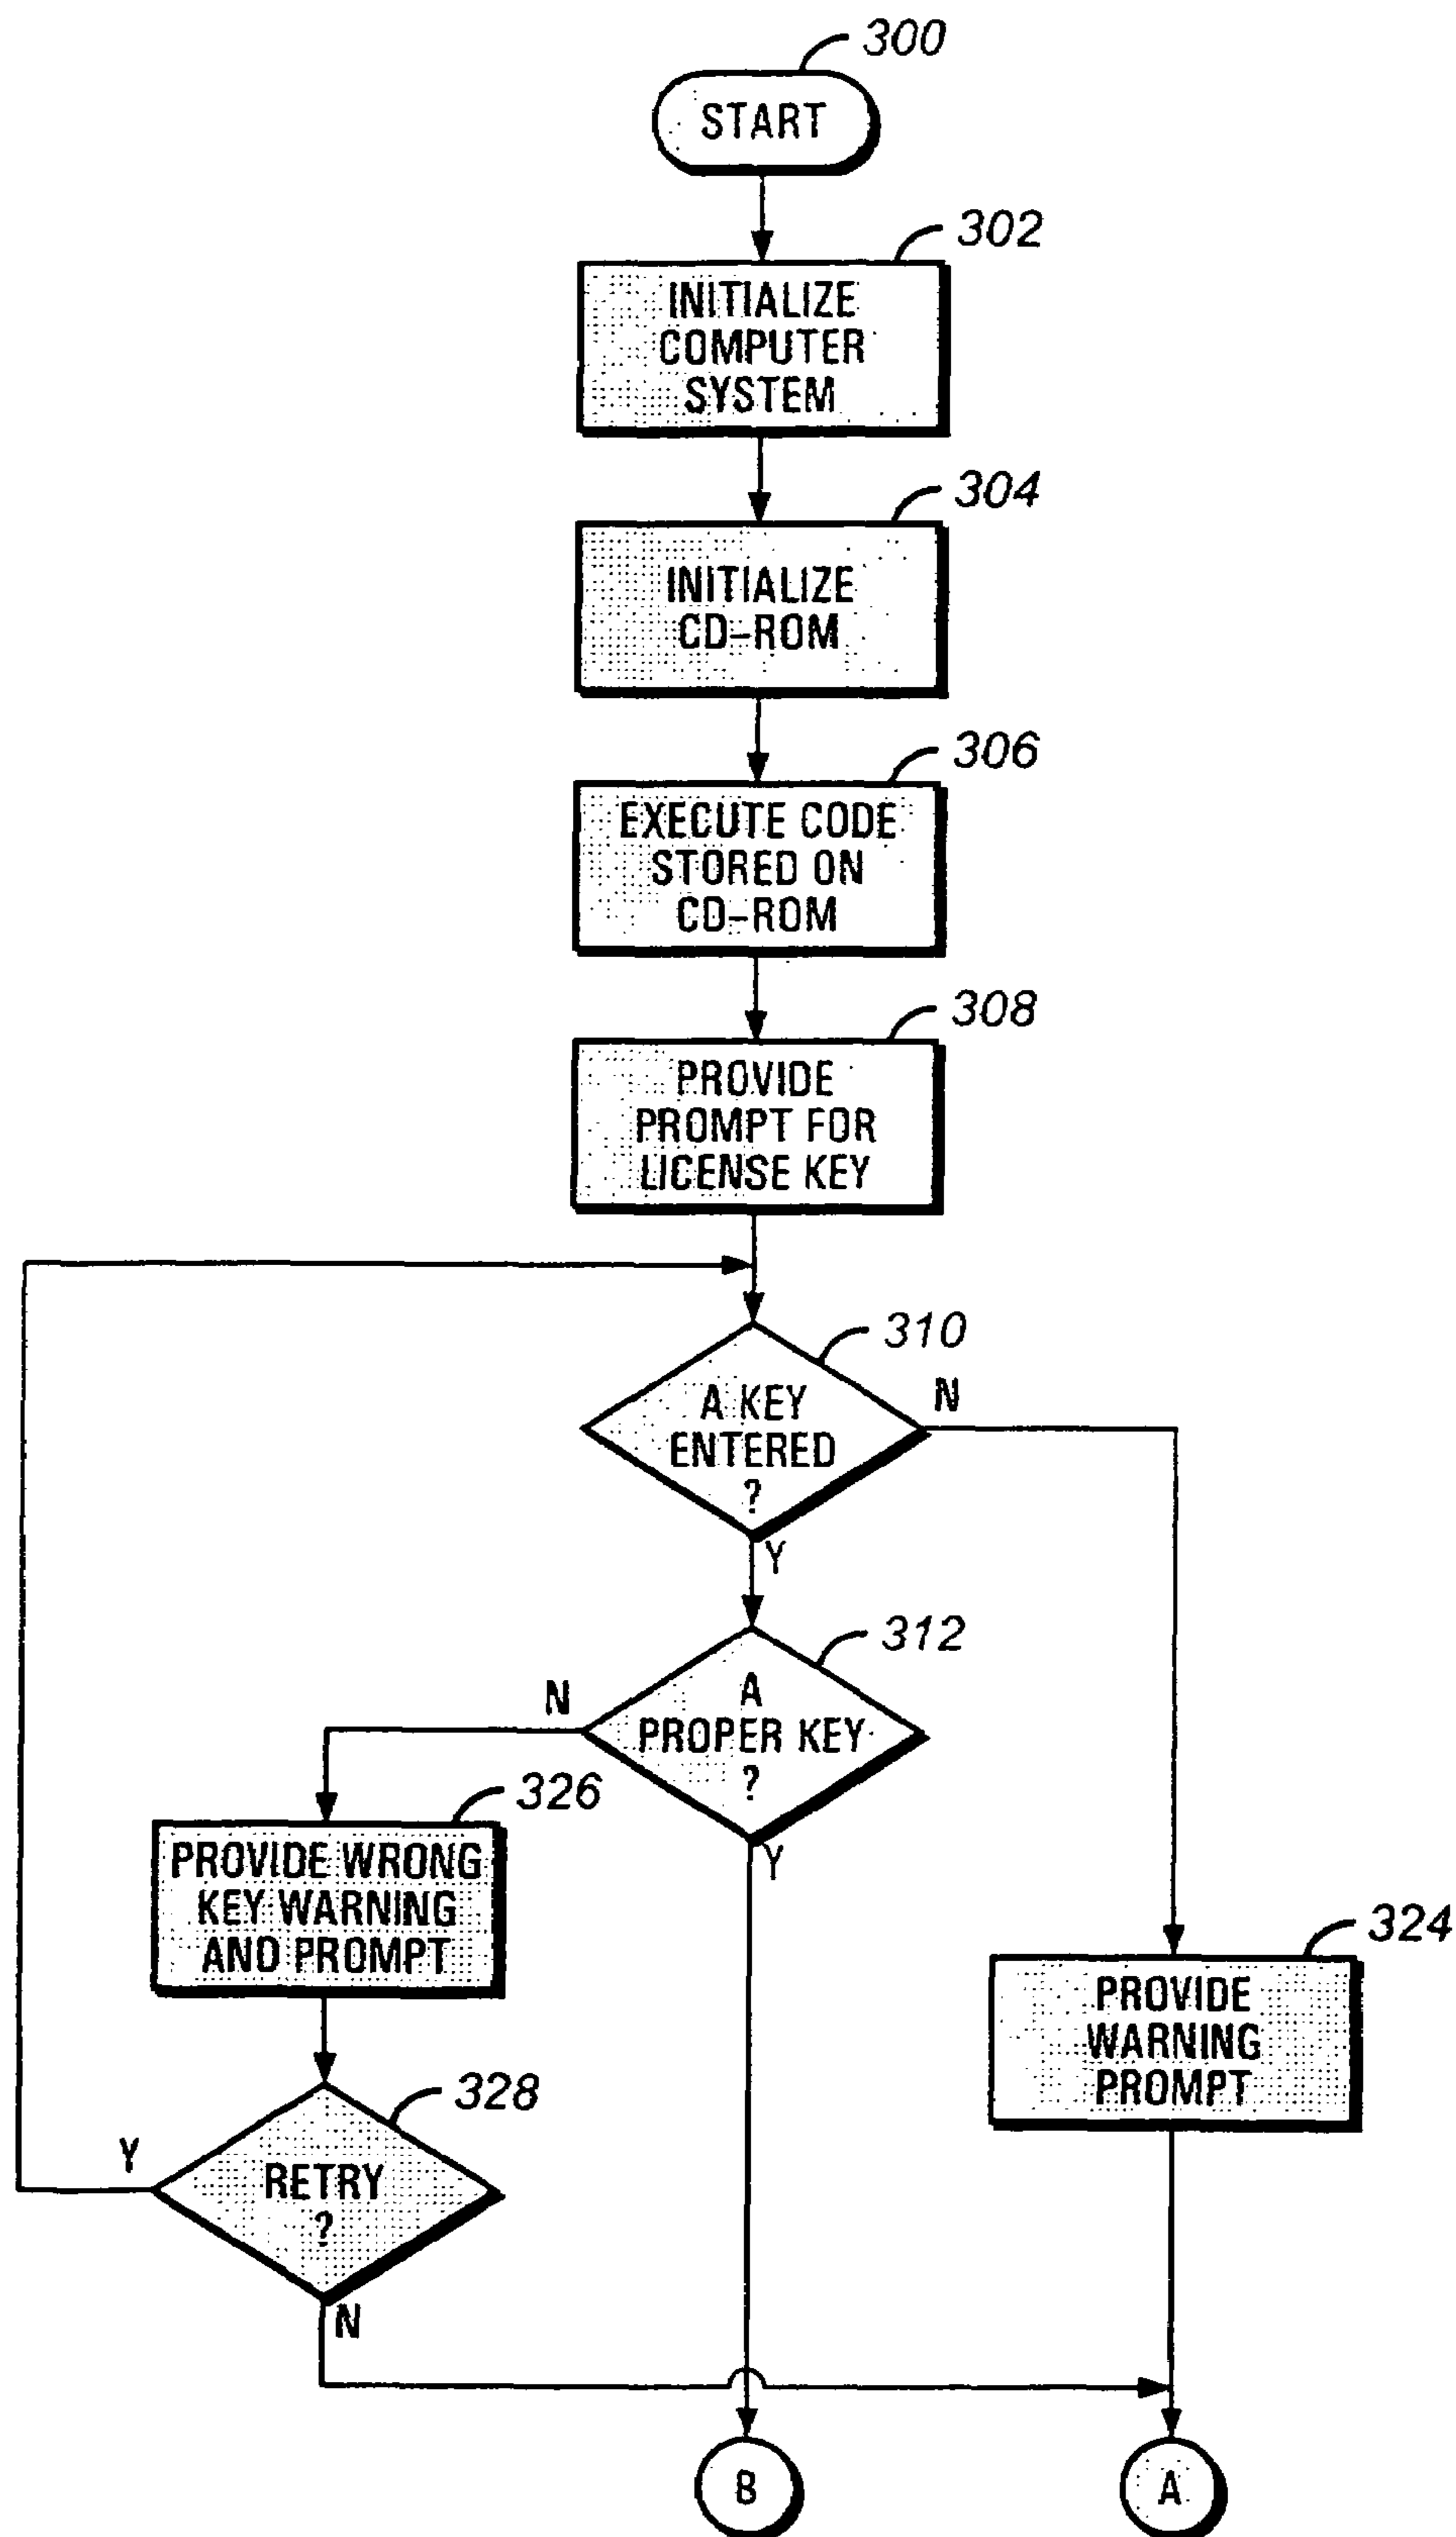 300
START
302
INITIALIZE
COMPUTER
SYSTEM
304
INITIALIZE
CD-ROM
306
EXECUTE CODE
STORED ON
CD-ROM
308
PROVIDE
PROMPT FOR
LICENSE KEY
310
A KEY
ENTERED
?
N
Y
312
A
PROPER KEY
?
N
Y
326
PROVIDE WRONG
KEY WARNING
AND PROMPT
324
PROVIDE
WARNING
PROMPT
328
RETRY
?
Y
N
B
A